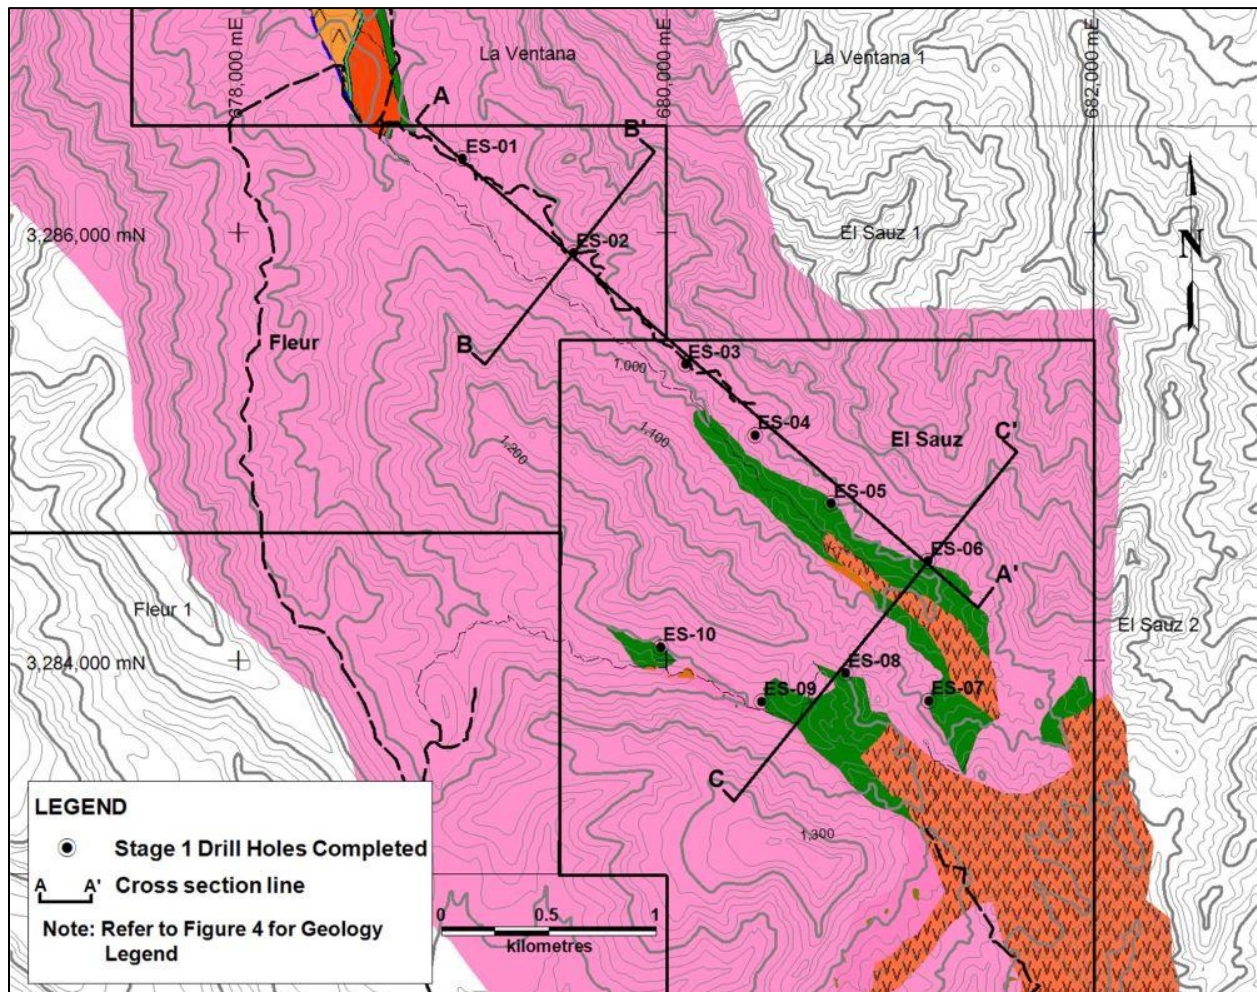 678,000 mE
La Ventana
680,000 mE
La Ventana 1
682,000 mE
A
B'
ES-01
3,286,000 mN
ES-02
El Sauz 1
N
Fleur
B
ES-03
1,000
ES-04
1,100
El Sauz
C'
1,200
ES-05
ES-06
A'
Fleur 1
El Sauz 2
ES-10
3,284,000 mN
ES-08
ES-09
ES-07
C
1,300
LEGEND
Stage 1 Drill Holes Completed
A A' Cross section line
Note: Refer to Figure 4 for Geology
Legend
0 0.5 1
kilometres